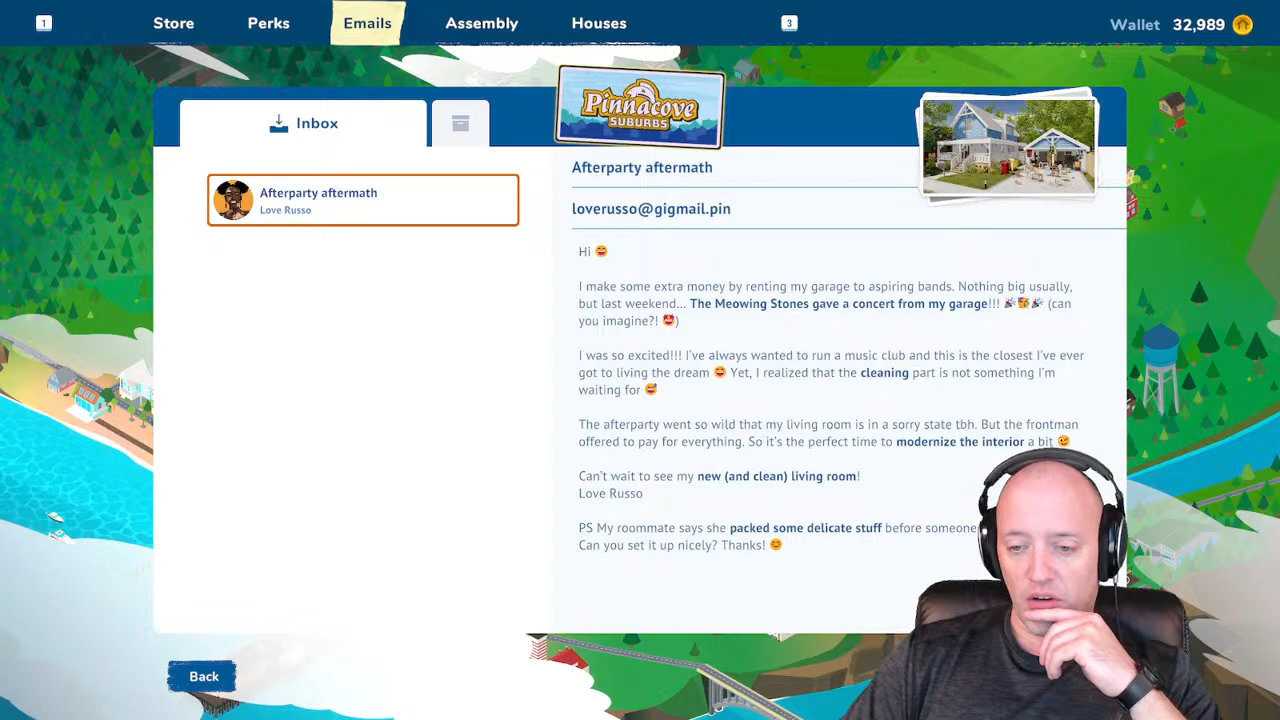 1 Store Perks Emails Assembly Houses 3 Wallet 32,989
Inbox
Pinnacove
SUBURBS
Afterparty aftermath
Love Russo
Afterparty aftermath
loverusso@gigmail.pin
Hi 😄
I make some extra money by renting my garage to aspiring bands. Nothing big usually,
but last weekend... The Meowing Stones gave a concert from my garage!!! 🎉🥳🎉 (can
you imagine?! 🤩)
I was so excited!!! I've always wanted to run a music club and this is the closest I've ever
got to living the dream 😄 Yet, I realized that the cleaning part is not something I'm
waiting for 😅
The afterparty went so wild that my living room is in a sorry state tbh. But the frontman
offered to pay for everything. So it's the perfect time to modernize the interior a bit 😉
Can't wait to see my new (and clean) living room!
Love Russo
PS My roommate says she packed some delicate stuff before someone
Can you set it up nicely? Thanks! 😊
Back